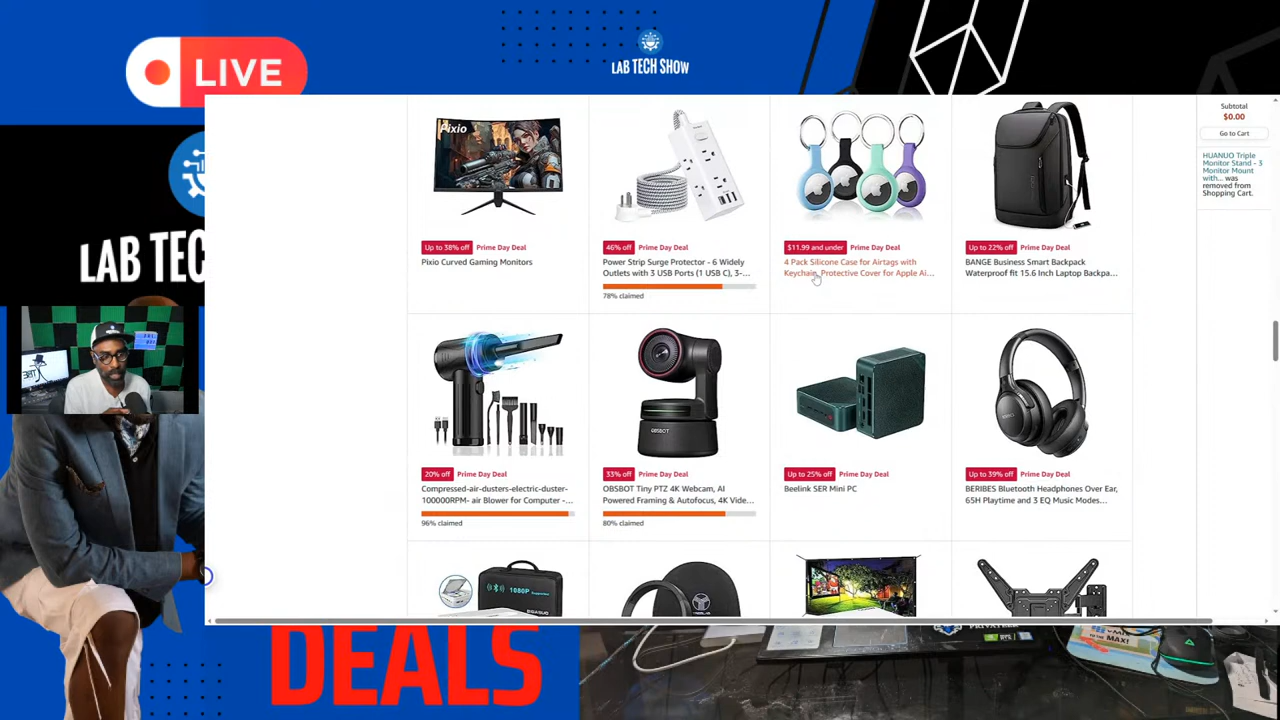 LIVE
LAB TECH SHOW
LAB TEC
Pixio
Up to 38% off Prime Day Deal
Pixio Curved Gaming Monitors
46% off Prime Day Deal
Power Strip Surge Protector - 6 Widely
Outlets with 3 USB Ports (1 USB C), 3-...
78% claimed
$11.99 and under Prime Day Deal
4 Pack Silicone Case for Airtags with
Keychain, Protective Cover for Apple Ai...
Up to 22% off Prime Day Deal
BANGE Business Smart Backpack
Waterproof fit 15.6 Inch Laptop Backpa...
Subtotal
$0.00
Go to Cart
HUANUO Triple
Monitor Stand - 3
Monitor Mount
with... was
removed from
Shopping Cart.
20% off Prime Day Deal
Compressed-air-dusters-electric-duster-
100000RPM- air Blower for Computer -...
96% claimed
OBSBOT
33% off Prime Day Deal
OBSBOT Tiny PTZ 4K Webcam, AI
Powered Framing & Autofocus, 4K Vide...
80% claimed
Up to 25% off Prime Day Deal
Beelink SER Mini PC
Up to 39% off Prime Day Deal
BERIBES Bluetooth Headphones Over Ear,
65H Playtime and 3 EQ Music Modes...
1080P
DEALS